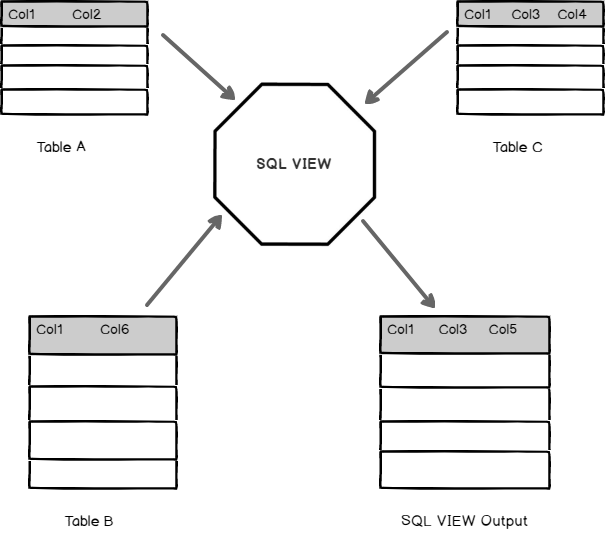 Col1 Col2
Col1 Col3 Col4
Table A
Table C
SQL VIEW
Col1 Col6
Col1 Col3 Col5
Table B
SQL VIEW Output